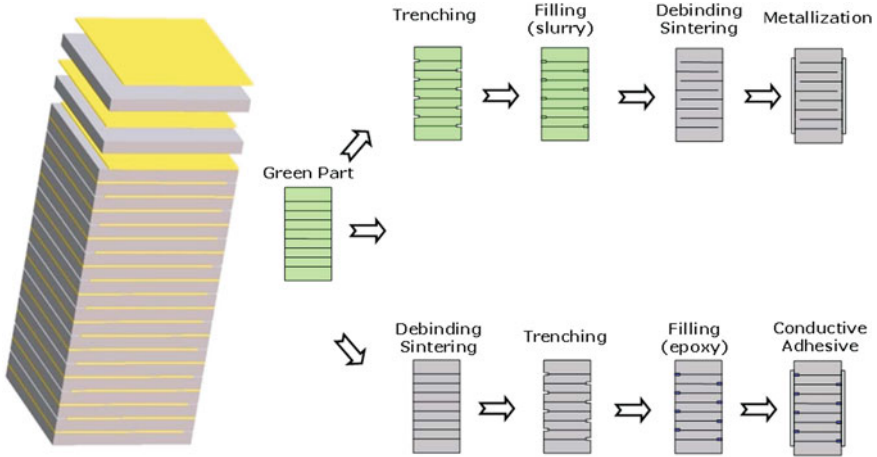 Trenching
Filling
(slurry)
Debinding
Sintering
Metallization
Green Part
Debinding
Sintering
Trenching
Filling
(epoxy)
Conductive
Adhesive